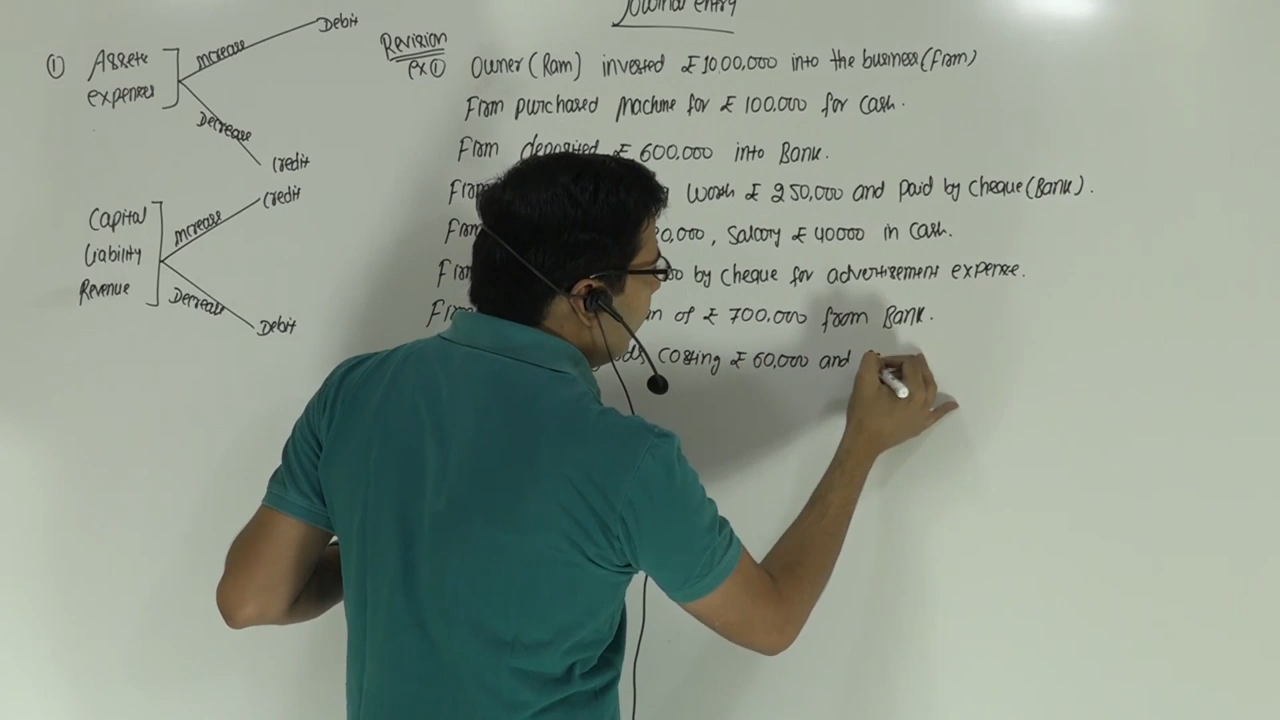 Journal entry
① Assets
expenses
Increase
Debit
Decrease
Credit
Capital
Liability
Revenue
Increase
Credit
Decrease
Debit
Revision
ex①
Owner (Ram) invested ₹ 10,00,000 into the business (firm)
Firm purchased Machine for ₹ 100,000 for cash.
Firm deposited ₹ 600,000 into Bank.
worth ₹ 250,000 and paid by cheque (Bank).
Salary ₹ 40000 in cash.
by cheque for advertisement expense.
of ₹ 700,000 from Bank.
costing ₹ 60,000 and